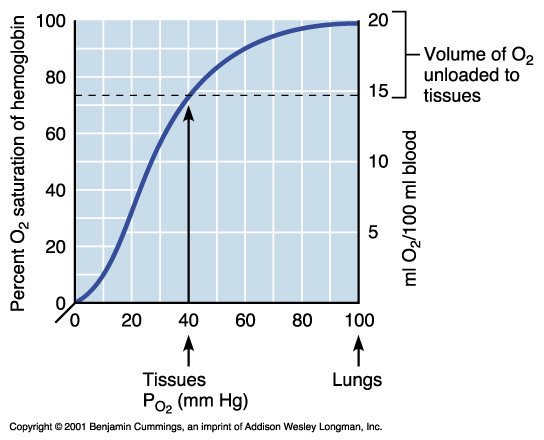 Percent O2 saturation of hemoglobin
100
80
60
40
20
0
0 20 40 60 80 100
20
15
10
5
Volume of O2
unloaded to
tissues
ml O2/100 ml blood
Tissues
Lungs
PO2 (mm Hg)
Copyright © 2001 Benjamin Cummings, an imprint of Addison Wesley Longman, Inc.